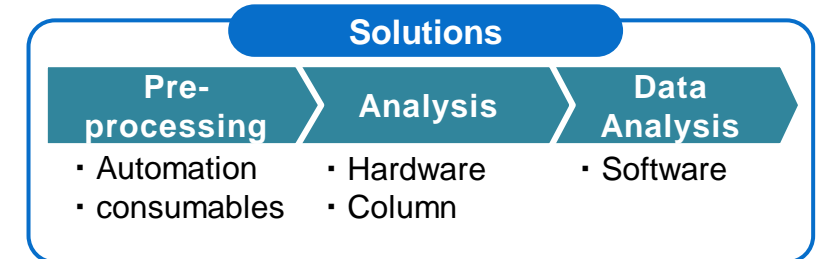 Solutions
Pre-
processing
Analysis
Data
Analysis
・Automation
・consumables
・Hardware
・Column
・Software